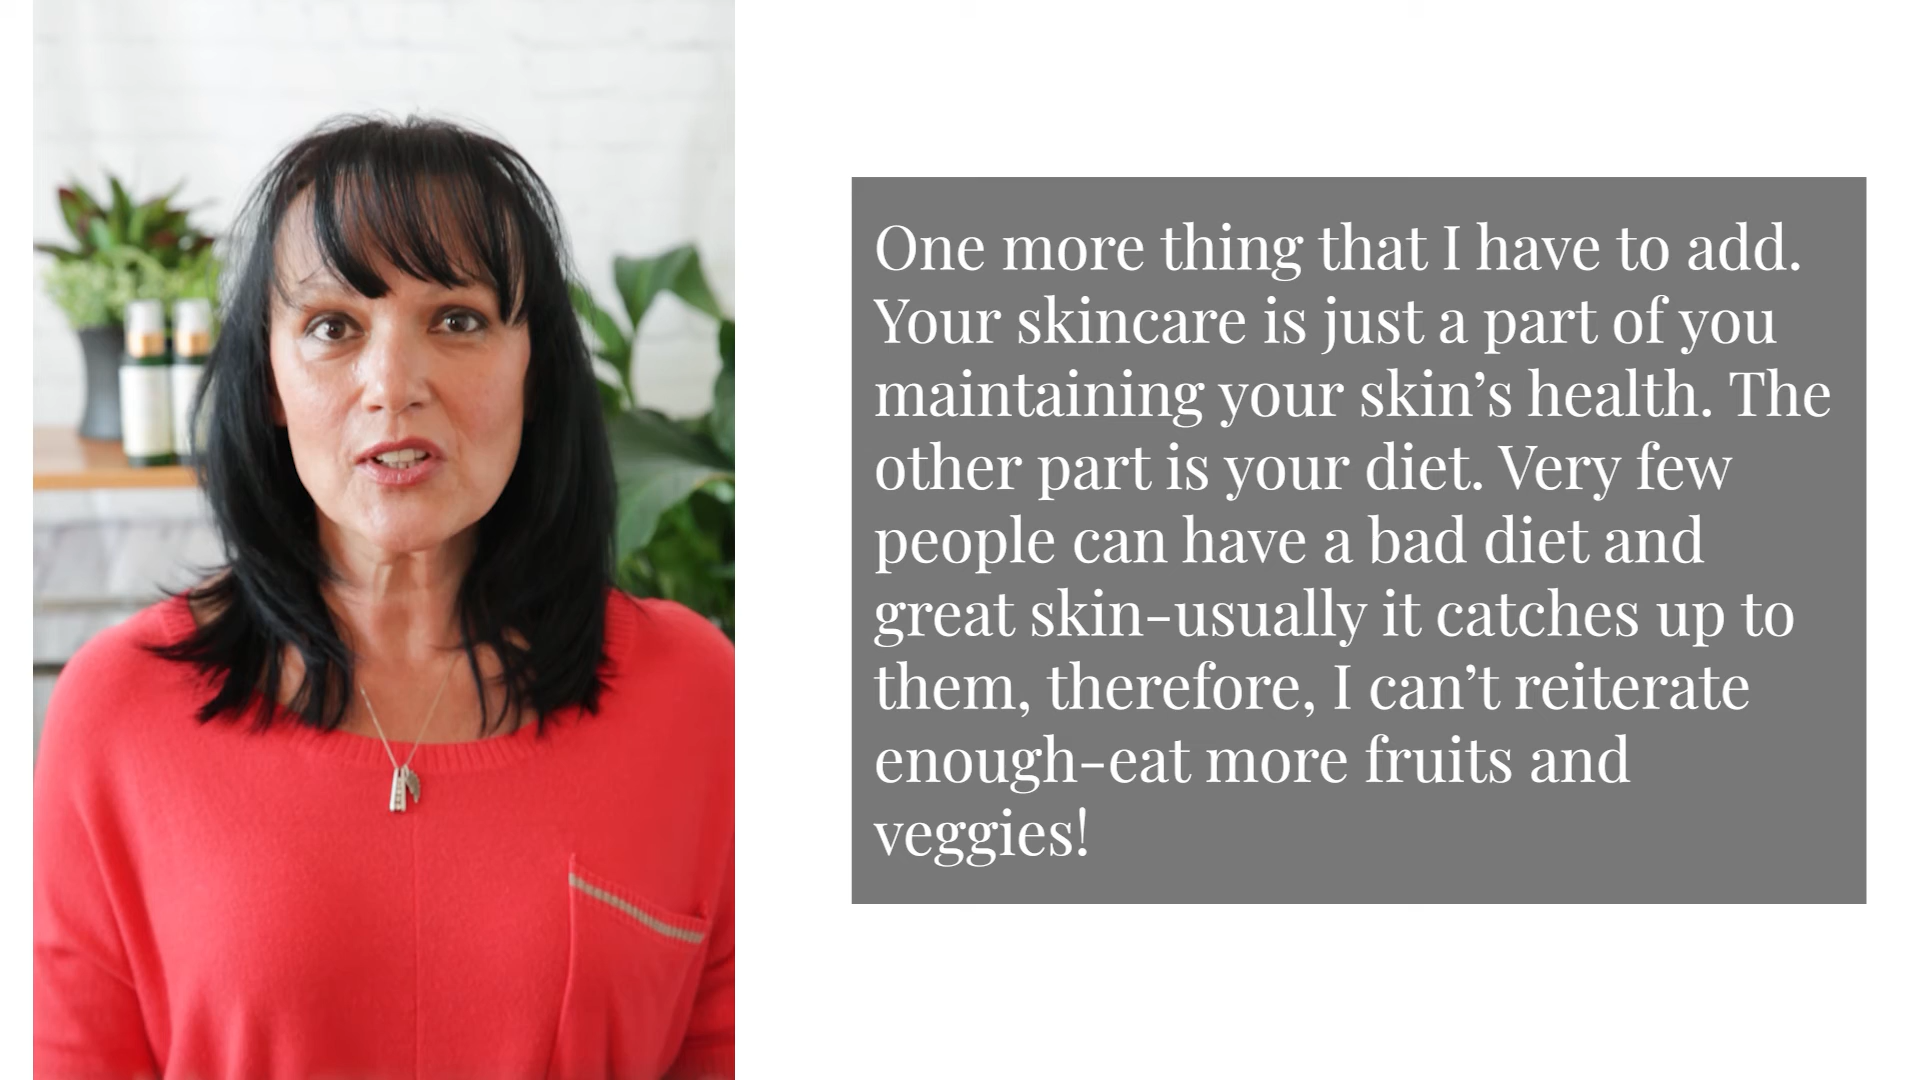 One more thing that I have to add.
Your skincare is just a part of you
maintaining your skin’s health. The
other part is your diet. Very few
people can have a bad diet and
great skin-usually it catches up to
them, therefore, I can’t reiterate
enough-eat more fruits and
veggies!